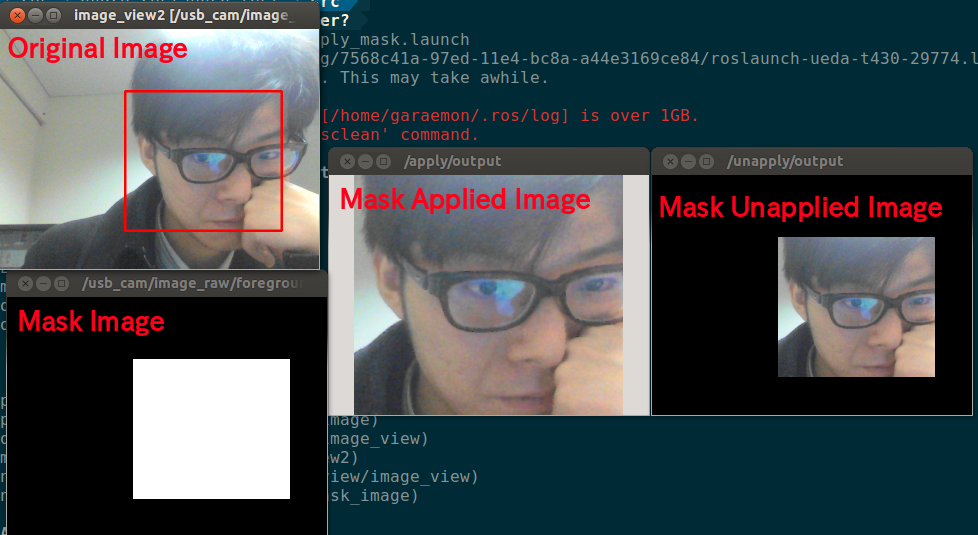 rc
image_view2 [/usb_cam/image_
er?
Original Image
ply_mask.launch
g/7568c41a-97ed-11e4-bc8a-a44e3169ce84/roslaunch-ueda-t430-29774.l
. This may take awhile.
[/home/garaemon/.ros/log] is over 1GB.
sclean' command.
/apply/output
/unapply/output
Mask Applied Image
Mask Unapplied Image
/usb_cam/image_raw/foregrou
Mask Image
mage)
mage_view)
w2)
iew/image_view)
sk_image)